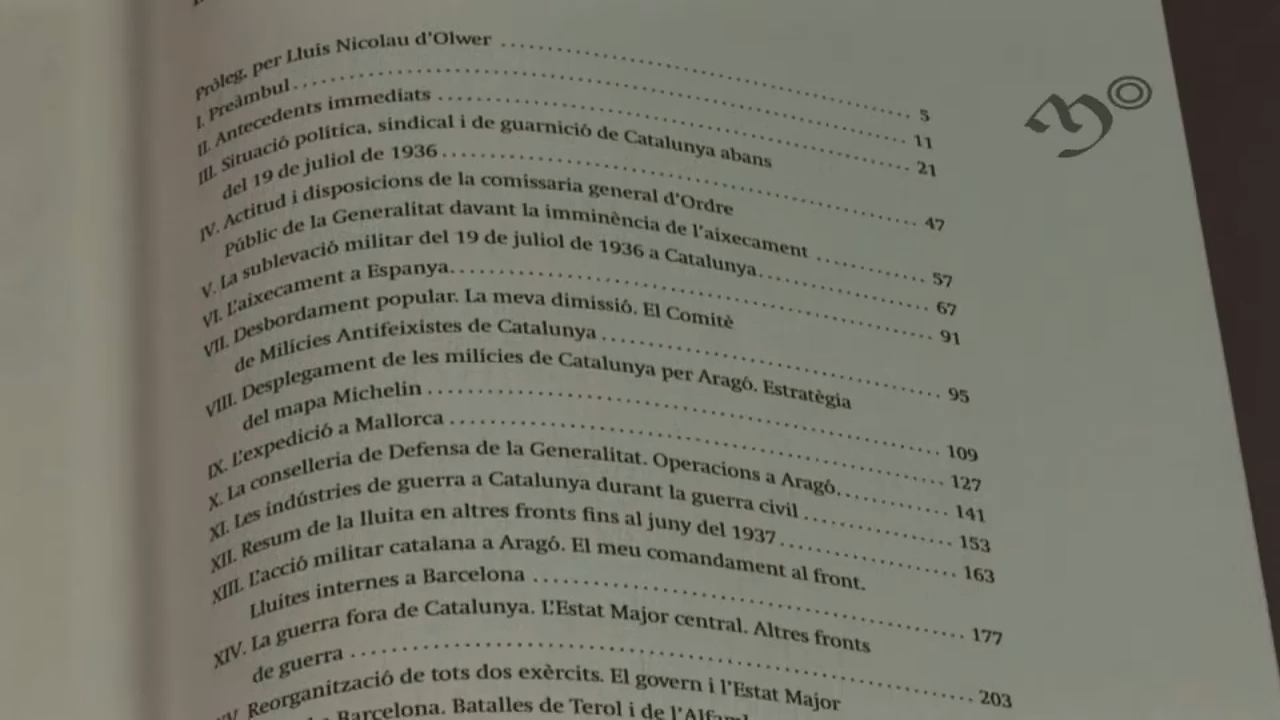 Pròleg, per Lluís Nicolau d'Olwer ........ 5
I. Preàmbul ........ 11
II. Antecedents immediats ........ 21
III. Situació política, sindical i de guarnició de Catalunya abans
del 19 de juliol de 1936 ........ 47
IV. Actitud i disposicions de la comissaria general d'Ordre
Públic de la Generalitat davant la imminència de l'aixecament ........ 57
V. La sublevació militar del 19 de juliol de 1936 a Catalunya ........ 67
VI. L'aixecament a Espanya ........ 91
VII. Desbordament popular. La meva dimissió. El Comitè
de Milícies Antifeixistes de Catalunya ........ 95
VIII. Desplegament de les milícies de Catalunya per Aragó. Estratègia
del mapa Michelin ........ 109
IX. L'expedició a Mallorca ........ 127
X. La conselleria de Defensa de la Generalitat. Operacions a Aragó ........ 141
XI. Les indústries de guerra a Catalunya durant la guerra civil ........ 153
XII. Resum de la lluita en altres fronts fins al juny del 1937 ........ 163
XIII. L'acció militar catalana a Aragó. El meu comandament al front.
Lluites internes a Barcelona ........ 177
XIV. La guerra fora de Catalunya. L'Estat Major central. Altres fronts
de guerra ........ 203
Reorganització de tots dos exèrcits. El govern i l'Estat Major
Barcelona. Batalles de Terol i de